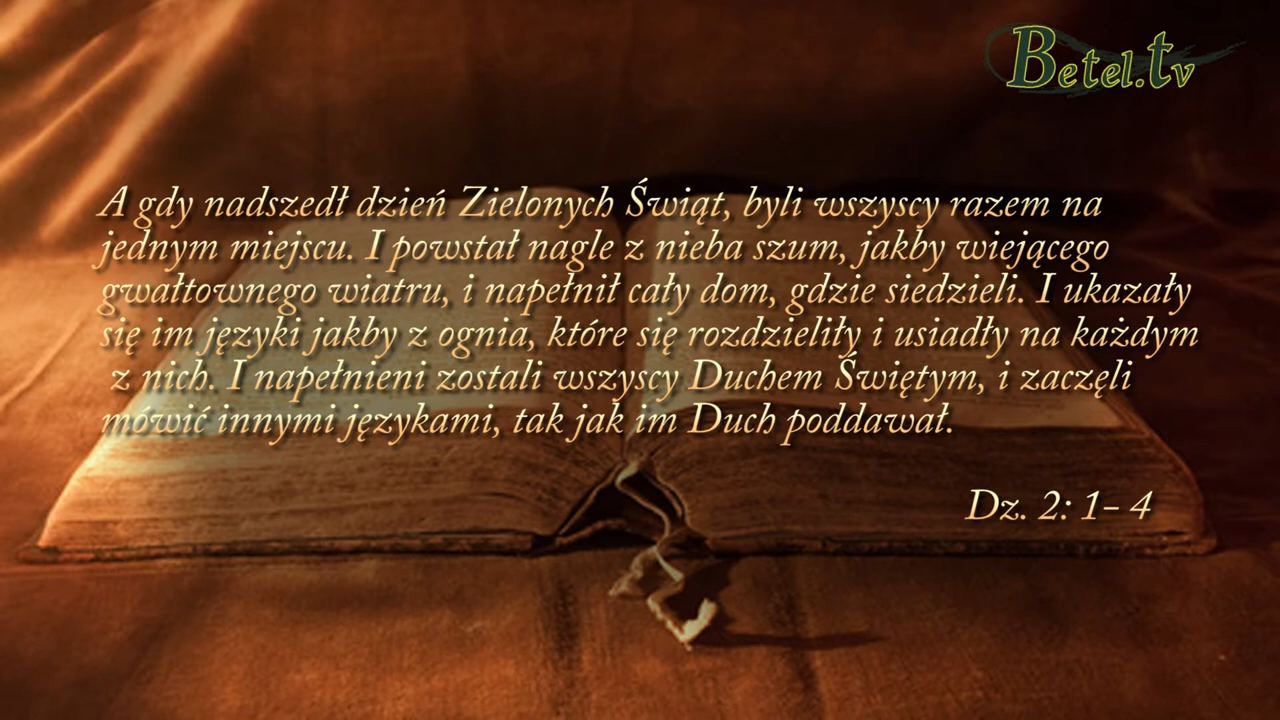 Betel.tv
A gdy nadszedł dzień Zielonych Świąt, byli wszyscy razem na
jednym miejscu. I powstał nagle z nieba szum, jakby wiejącego
gwałtownego wiatru, i napełnił cały dom, gdzie siedzieli. I ukazały
się im języki jakby z ognia, które się rozdzieliły i usiadły na każdym
z nich. I napełnieni zostali wszyscy Duchem Świętym, i zaczęli
mówić innymi językami, tak jak im Duch poddawał.
Dz. 2: 1- 4